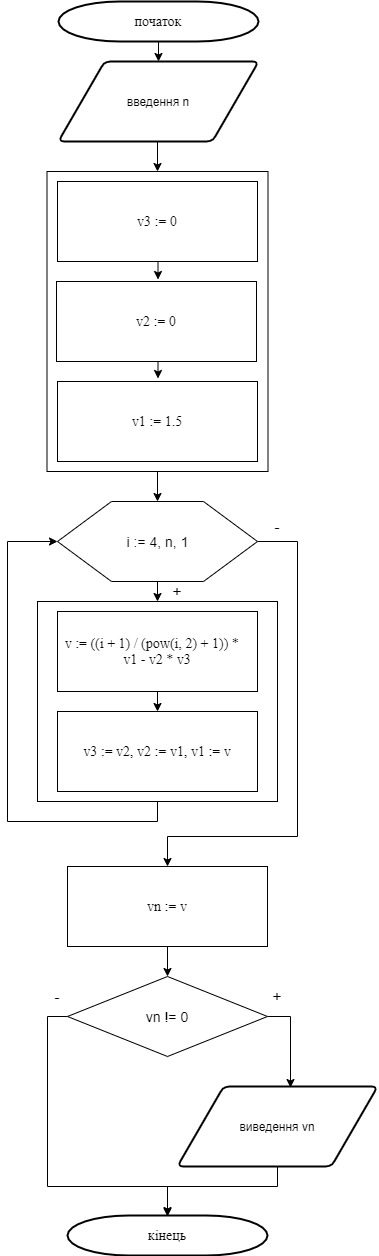 початок
введення n
v3 := 0
v2 := 0
v1 := 1.5
i := 4, n, 1
-
+
v := ((i + 1) / (pow(i, 2) + 1)) *
v1 - v2 * v3
v3 := v2, v2 := v1, v1 := v
vn := v
vn != 0
-
+
виведення vn
кінець